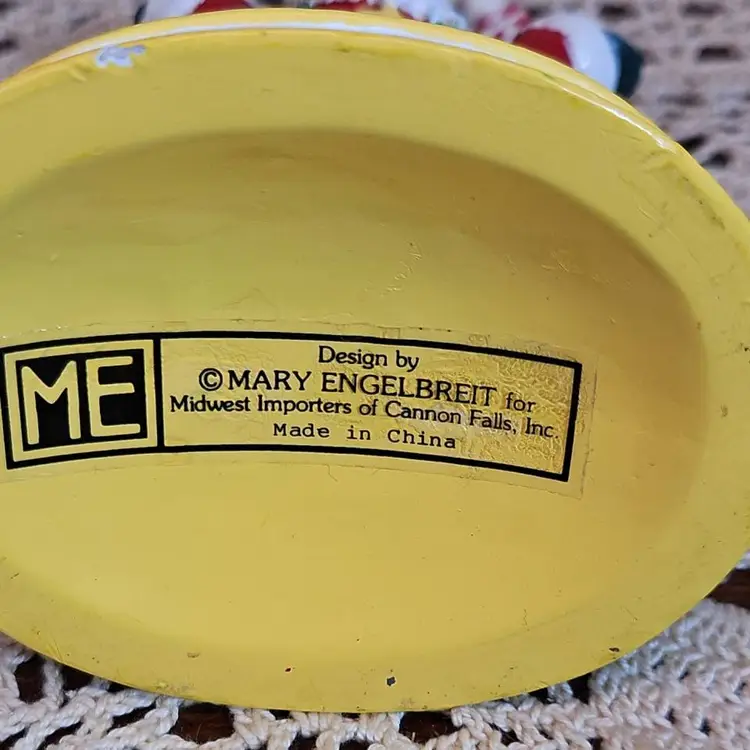 ME
Design by
©MARY ENGELBREIT for
Midwest Importers of Cannon Falls, Inc.
Made in China